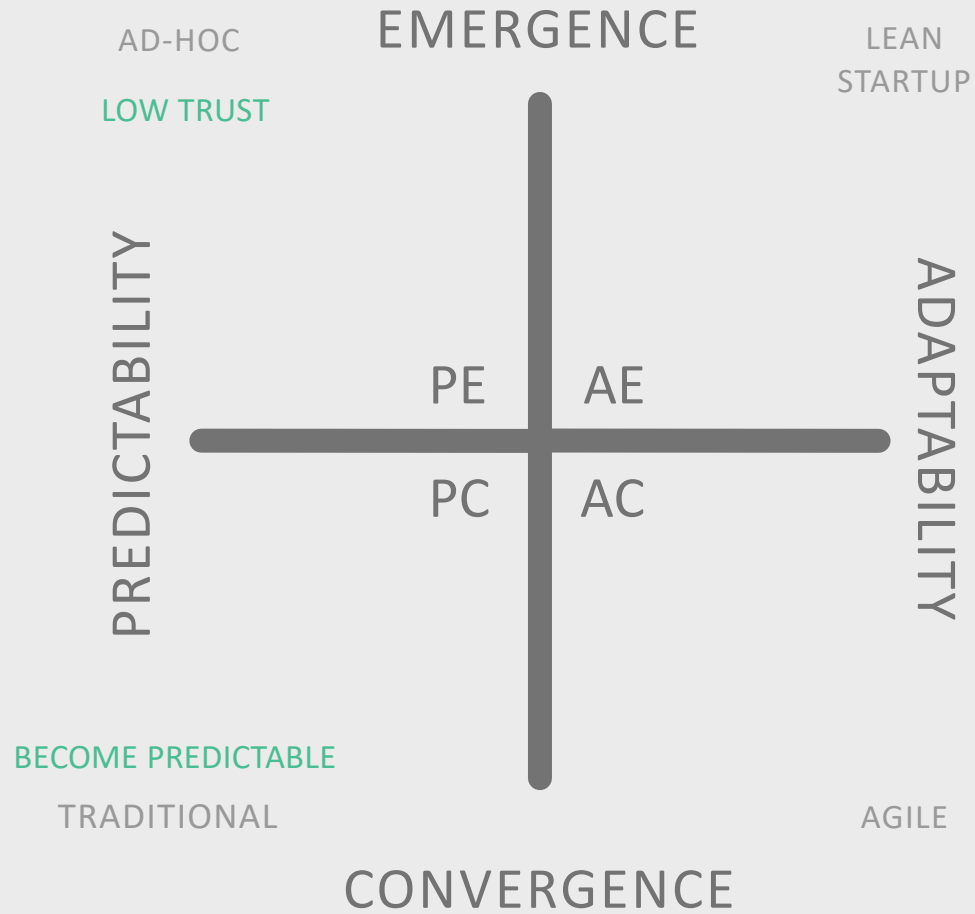 AD-HOC
EMERGENCE
LEAN
STARTUP
LOW TRUST
PREDICTABILITY
ADAPTABILITY
PE
AE
PC
AC
BECOME PREDICTABLE
TRADITIONAL
AGILE
CONVERGENCE